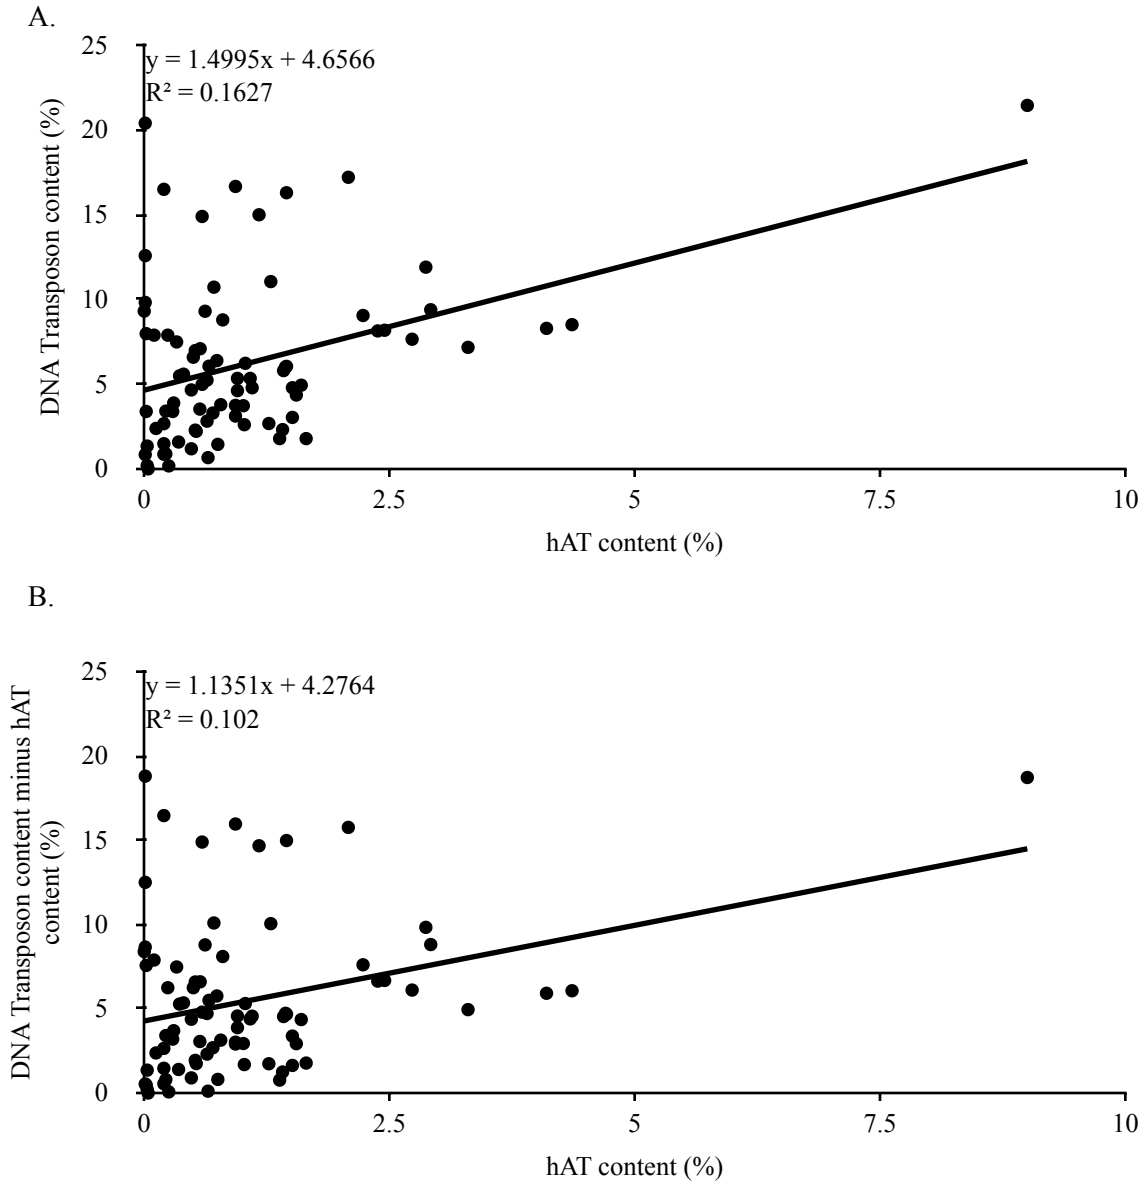 A.
y = 1.4995x + 4.6566
R² = 0.1627
DNA Transposon content (%)
25
20
15
10
5
0
0 2.5 5 7.5 10
hAT content (%)
B.
y = 1.1351x + 4.2764
R² = 0.102
DNA Transposon content minus hAT
content (%)
25
20
15
10
5
0
0 2.5 5 7.5 10
hAT content (%)